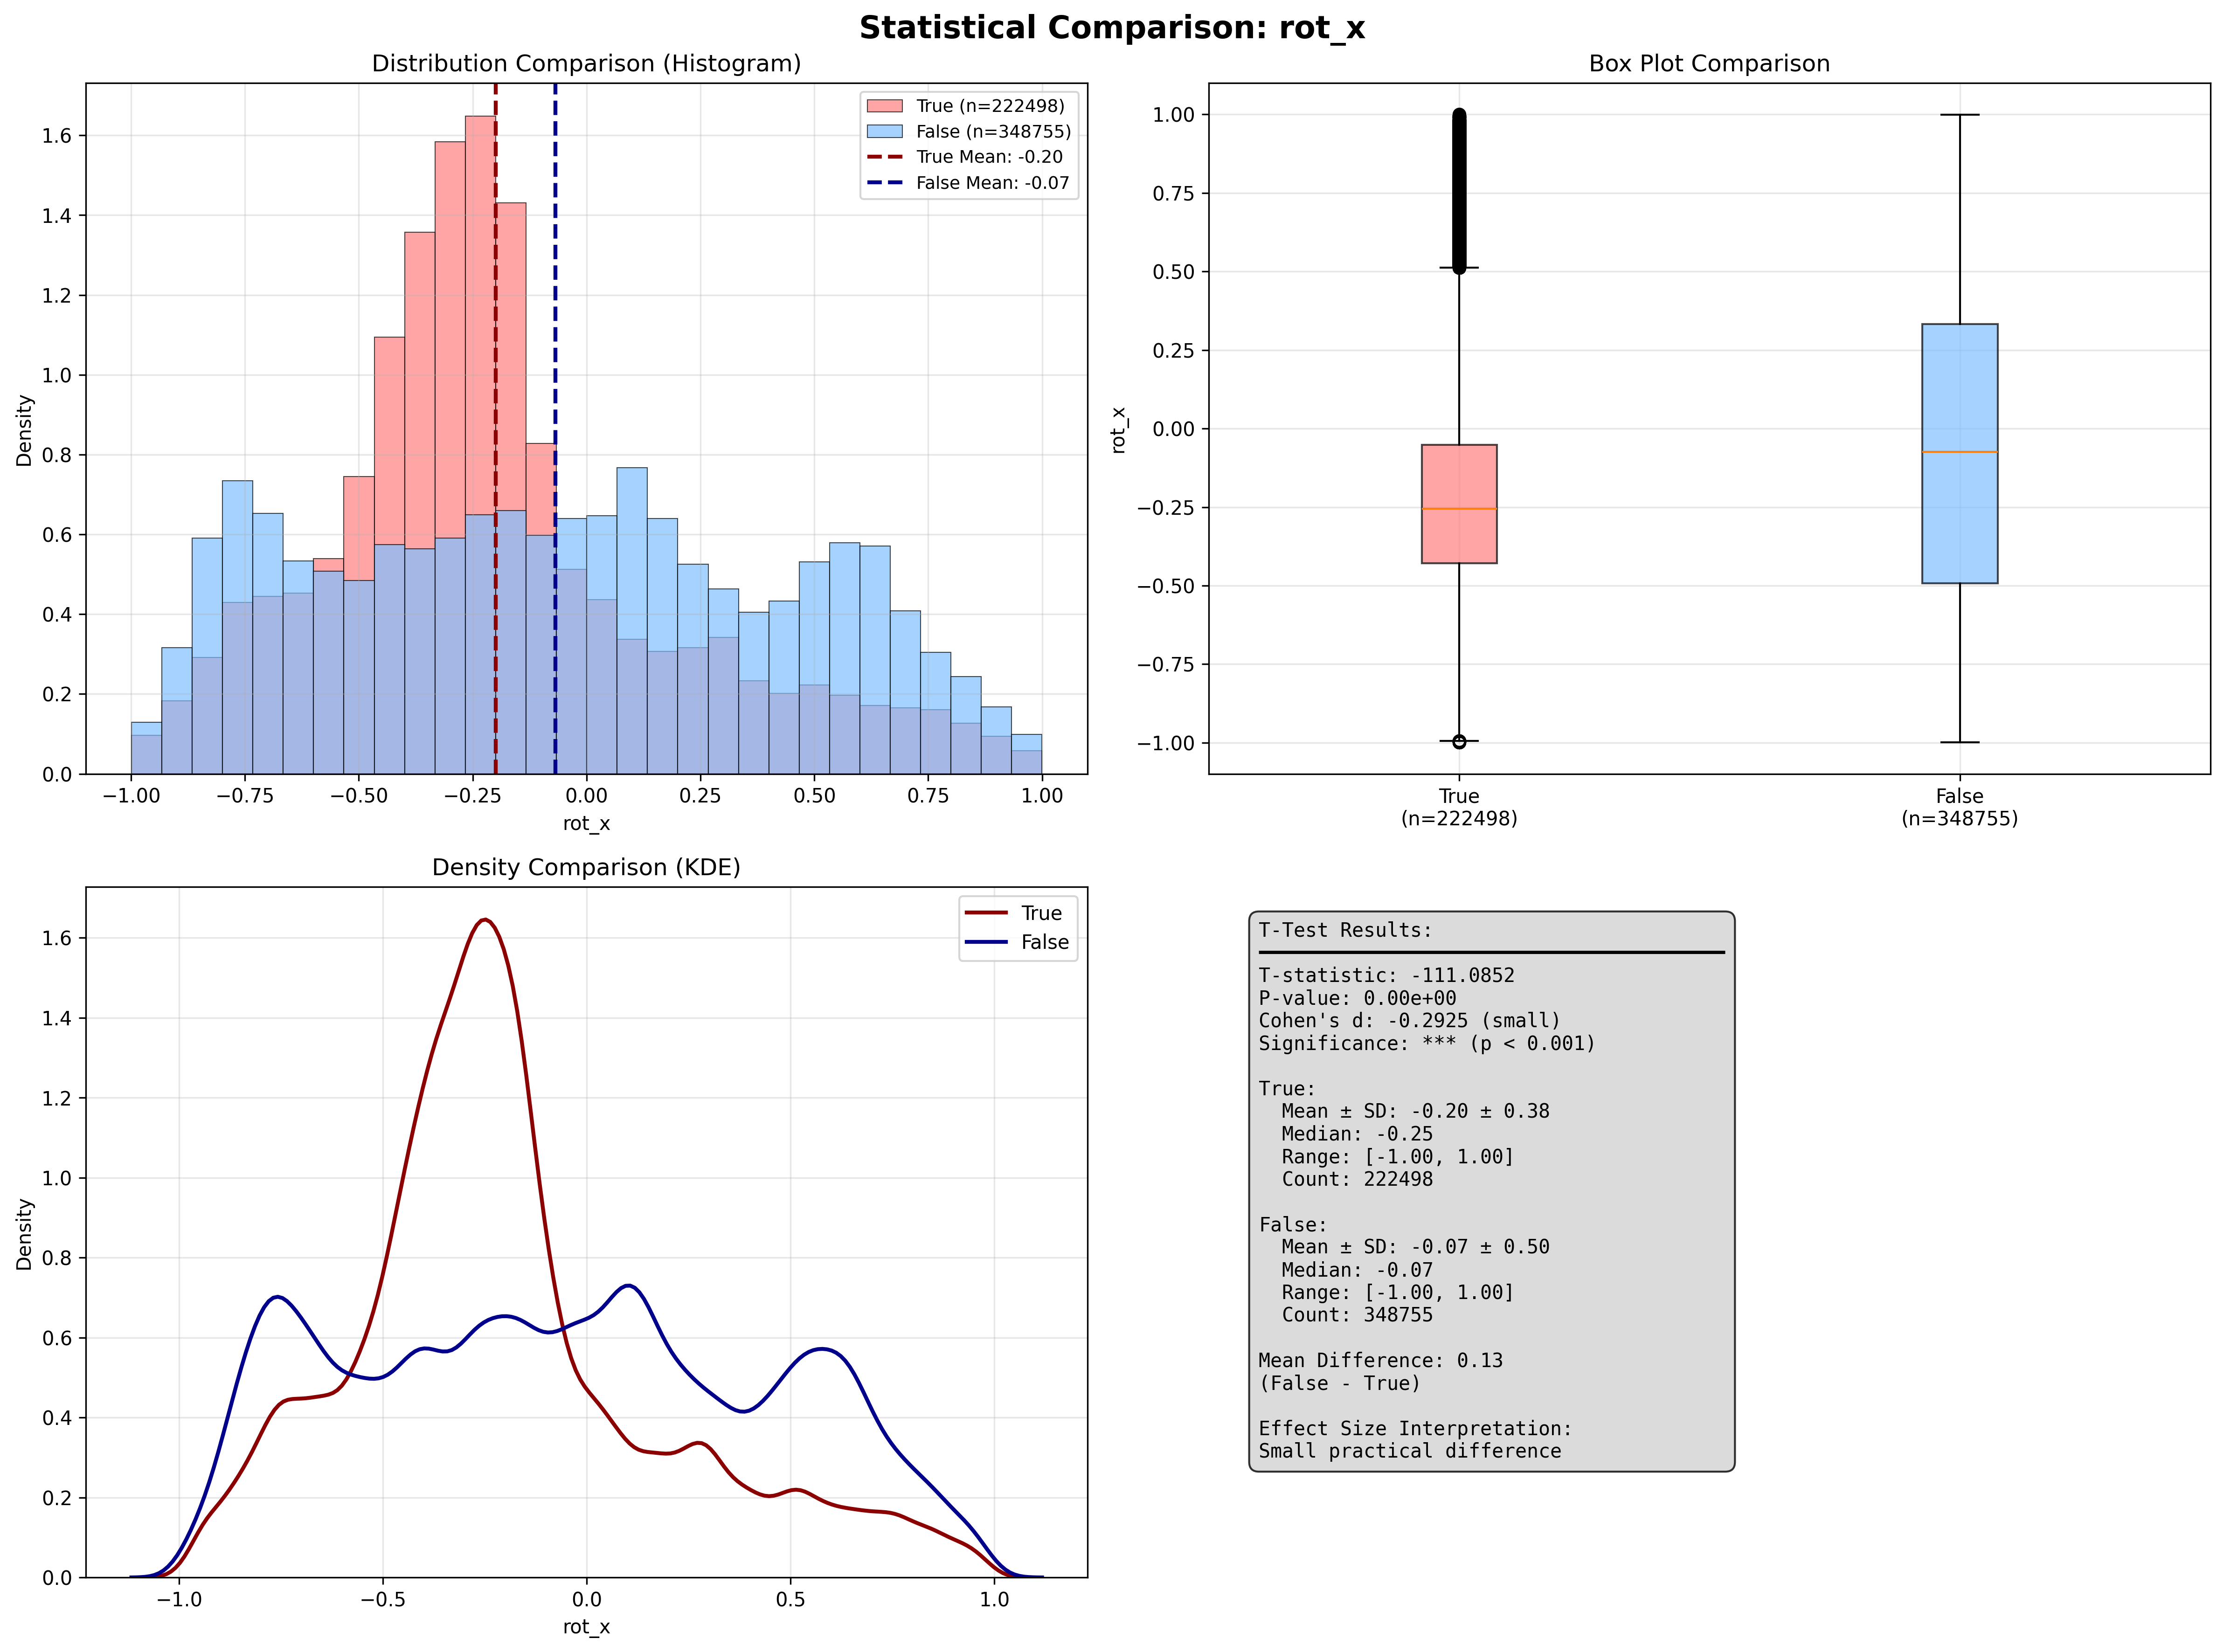 Statistical Comparison: rot_x
Distribution Comparison (Histogram)
True (n=222498)
False (n=348755)
True Mean: -0.20
False Mean: -0.07
Density
1.6
1.4
1.2
1.0
0.8
0.6
0.4
0.2
0.0
−1.00 −0.75 −0.50 −0.25 0.00 0.25 0.50 0.75 1.00
rot_x
Box Plot Comparison
rot_x
1.00
0.75
0.50
0.25
0.00
−0.25
−0.50
−0.75
−1.00
True False
(n=222498) (n=348755)
Density Comparison (KDE)
True
False
Density
1.6
1.4
1.2
1.0
0.8
0.6
0.4
0.2
0.0
−1.0 −0.5 0.0 0.5 1.0
rot_x
T-Test Results:
T-statistic: -111.0852
P-value: 0.00e+00
Cohen's d: -0.2925 (small)
Significance: *** (p < 0.001)
True:
Mean ± SD: -0.20 ± 0.38
Median: -0.25
Range: [-1.00, 1.00]
Count: 222498
False:
Mean ± SD: -0.07 ± 0.50
Median: -0.07
Range: [-1.00, 1.00]
Count: 348755
Mean Difference: 0.13
(False - True)
Effect Size Interpretation:
Small practical difference